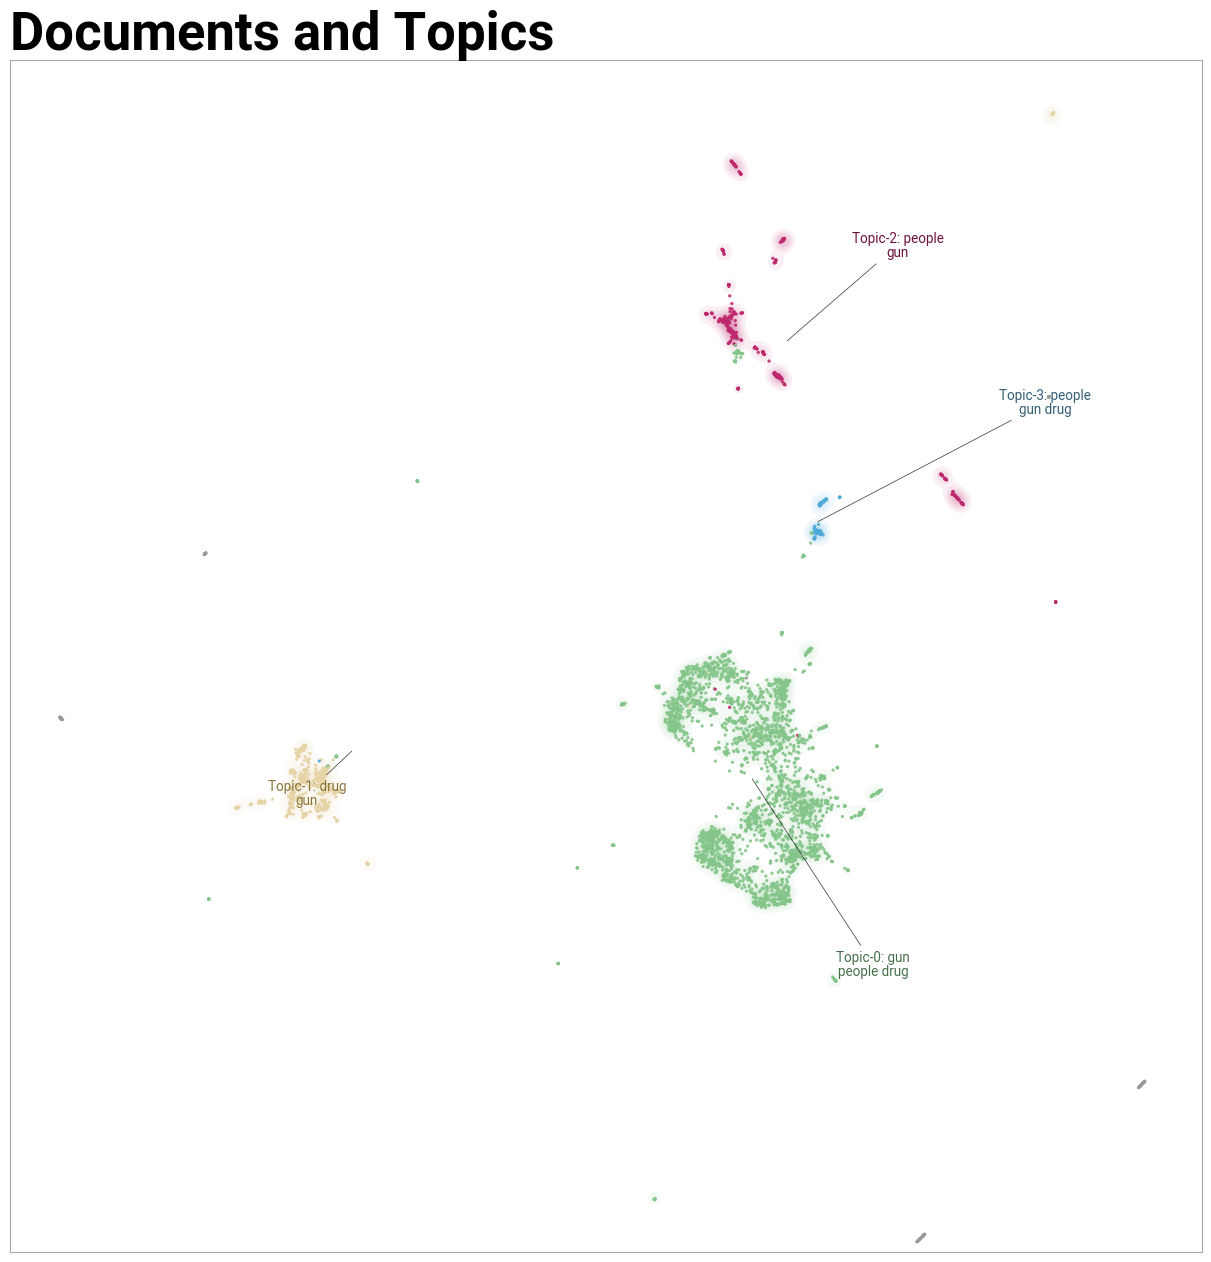 Documents and Topics
Topic-2: people
gun
Topic-3: people
gun drug
Topic-1: drug
gun
Topic-0: gun
people drug